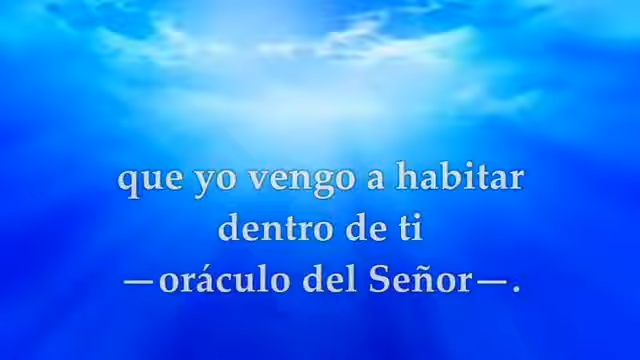 que yo vengo a habitar
dentro de ti
—oráculo del Señor—.